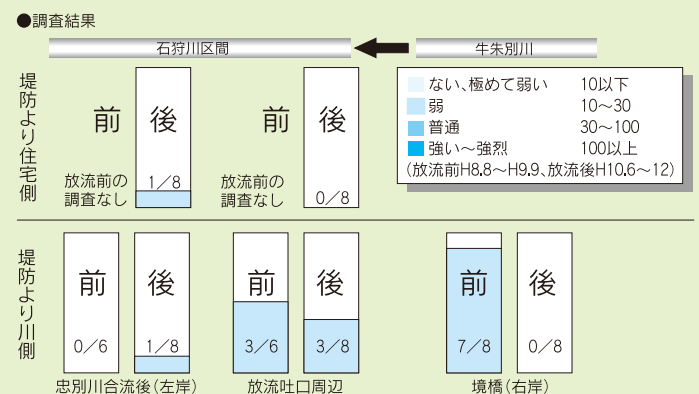 ●調査結果
石狩川区間
牛朱別川
ない、極めて弱い 10以下
弱 10～30
普通 30～100
強い～強烈 100以上
(放流前H8.8～H9.9、放流後H10.6～12)
堤防より住宅側
前
放流前の
調査なし
後
1／8
前
放流前の
調査なし
後
0／8
堤防より川側
前
0／6
後
1／8
前
3／6
後
3／8
前
7／8
後
0／8
忠別川合流後(左岸)
放流吐口周辺
境橋(右岸)